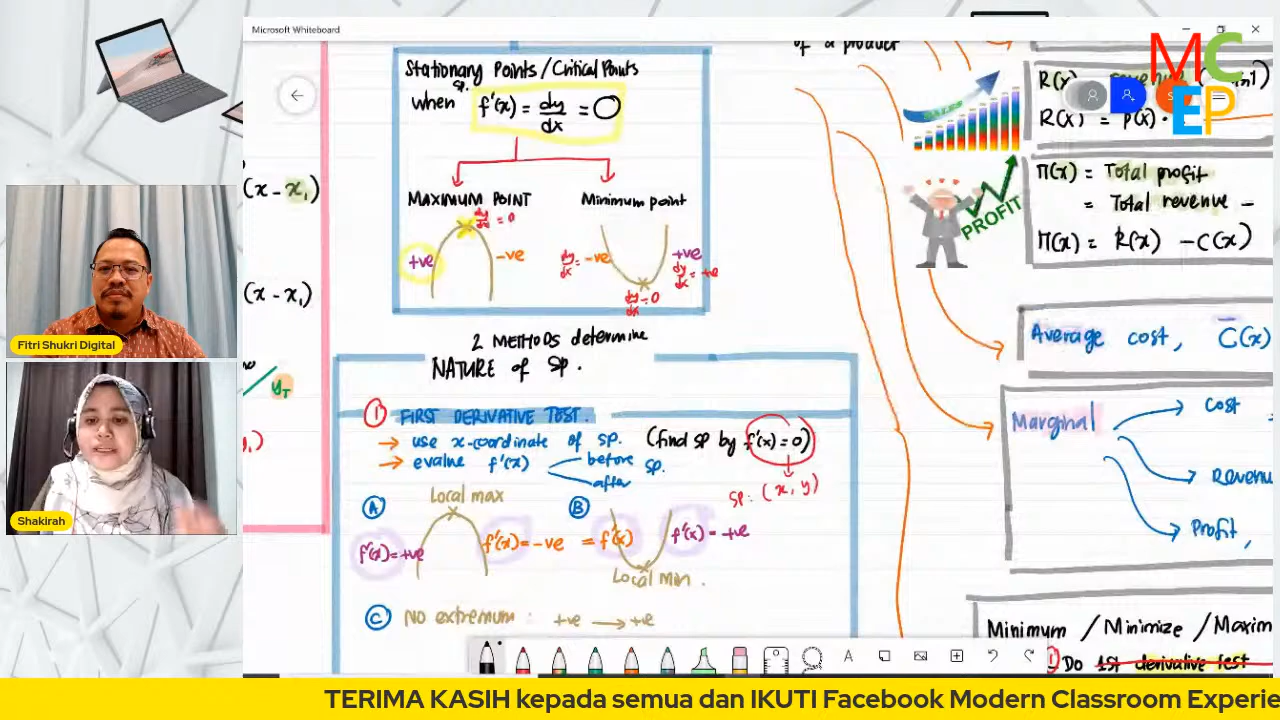 Microsoft Whiteboard
MC
EP
Fitri Shukri Digital
Shakirah
(x - x₁)
(x - x₁)
y_T
Stationary Points / Critical Points
sp.
when f'(x) = dy/dx = 0
MAXIMUM POINT
Minimum point
dy/dx = 0
+ve
-ve
dy/dx = -ve
+ve
dy/dx = +ve
dy/dx = 0
2 METHODS determine
NATURE of SP.
① FIRST DERIVATIVE TEST.
→ use x-coordinate of SP. (find SP by f'(x) = 0)
→ evalue f'(x) before SP.
after
SP: (x, y)
Ⓐ Local max
Ⓑ
f'(x) = +ve
f'(x) = -ve
= f'(x)
f'(x) = +ve
Local Min.
Ⓒ No extremum : +ve → +ve
of a product
R(x) = P(x) ·
PROFIT
Π(x) = Total profit
= Total revenue -
Π(x) = R(x) - C(x)
Average cost, C̄(x)
Marginal
Cost
Revenu
Profit,
Minimum / Minimize / Maxim
① Do 1st derivative test
TERIMA KASIH kepada semua dan IKUTI Facebook Modern Classroom Experie